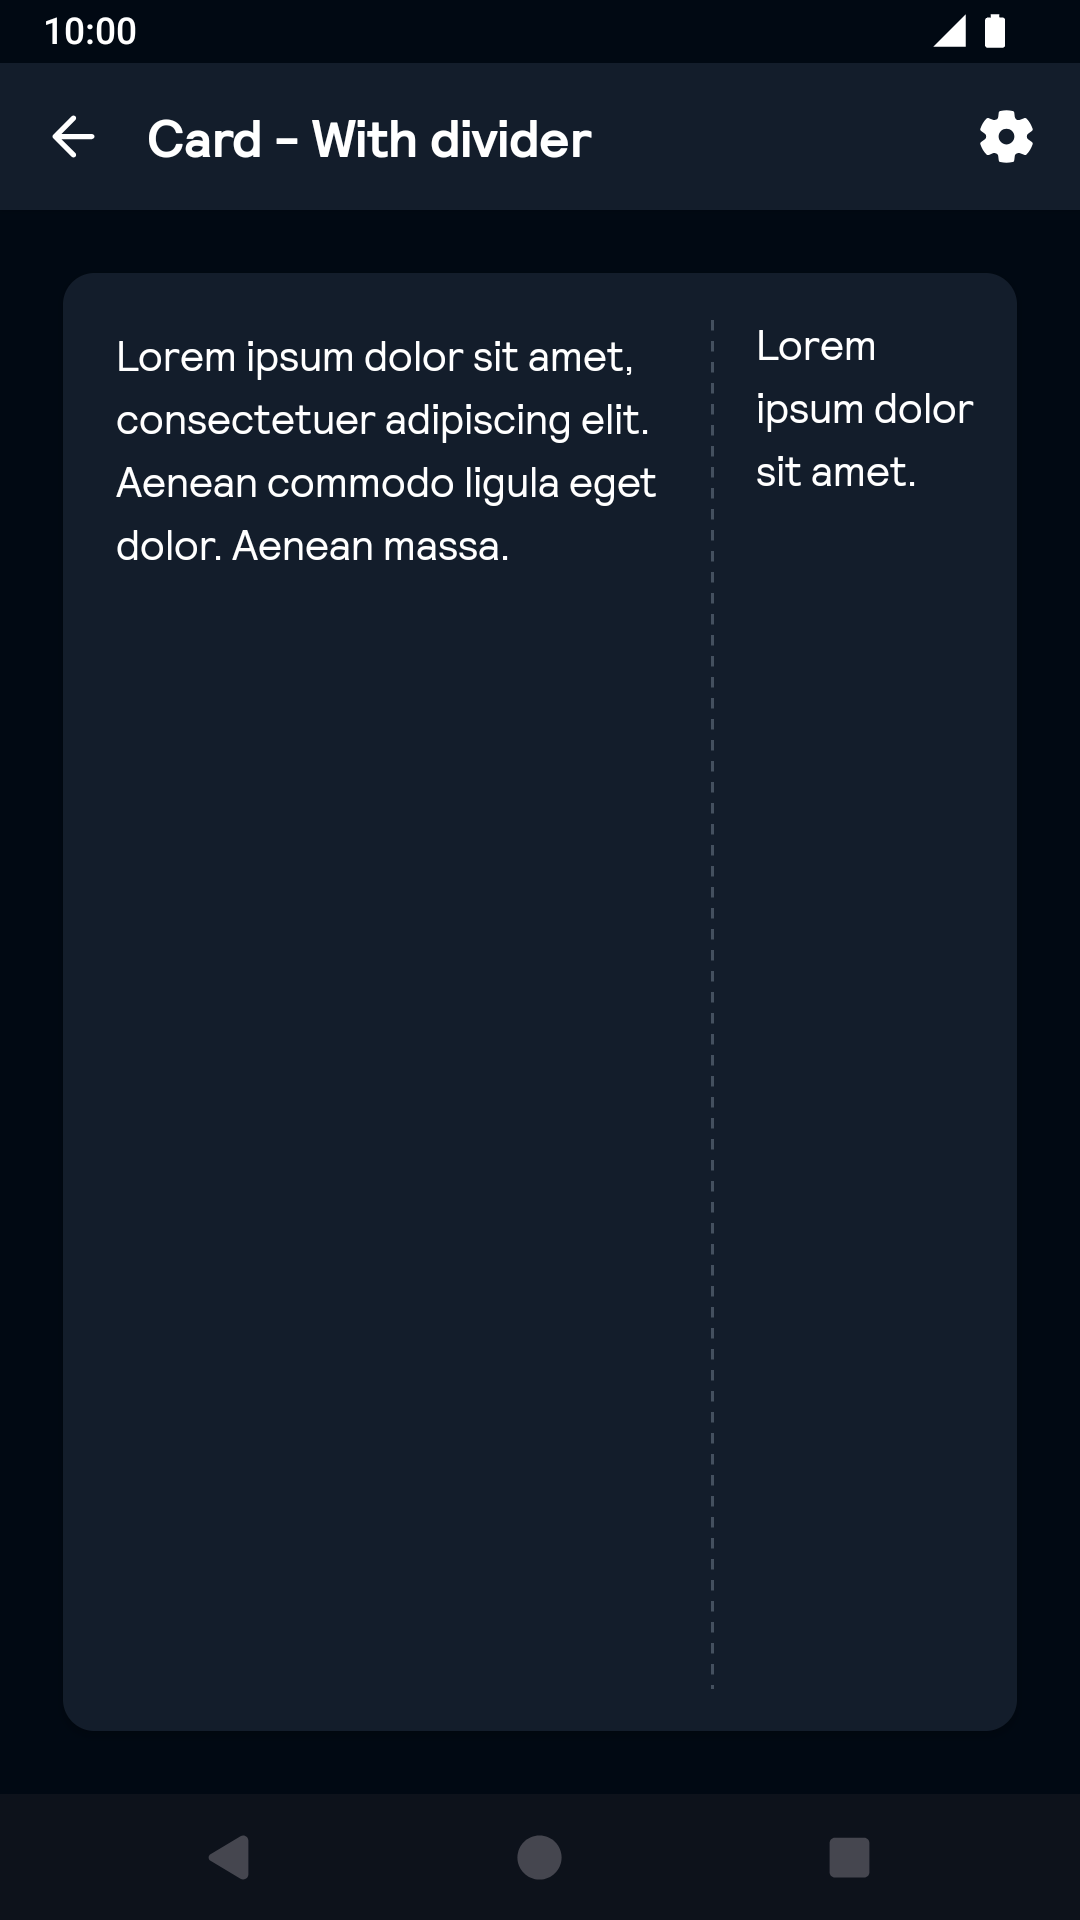 10:00
Card - With divider
Lorem ipsum dolor sit amet,
consectetuer adipiscing elit.
Aenean commodo ligula eget
dolor. Aenean massa.
Lorem
ipsum dolor
sit amet.